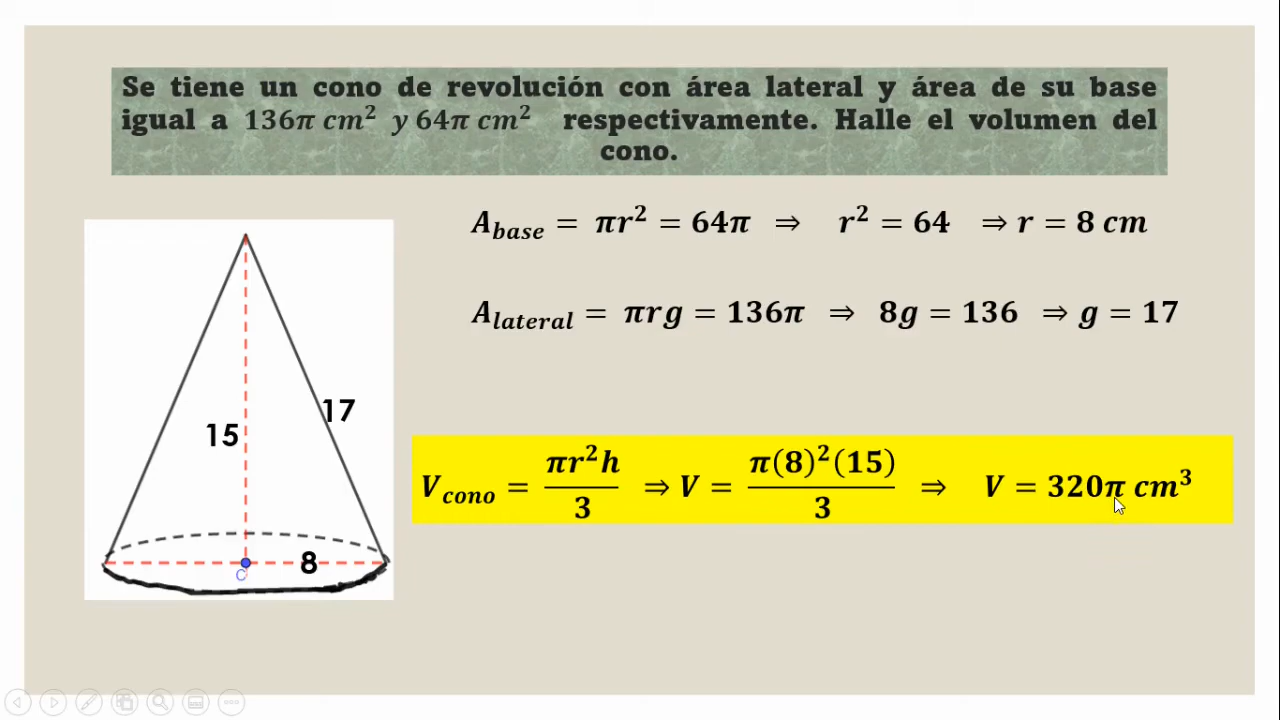 Se tiene un cono de revolución con área lateral y área de su base
igual a 136π cm² y 64π cm² respectivamente. Halle el volumen del
cono.
A_base = πr² = 64π ⇒ r² = 64 ⇒ r = 8 cm
A_lateral = πrg = 136π ⇒ 8g = 136 ⇒ g = 17
17
15
V_cono = πr²h/3 ⇒ V = π(8)²(15)/3 ⇒ V = 320π cm³
8
C